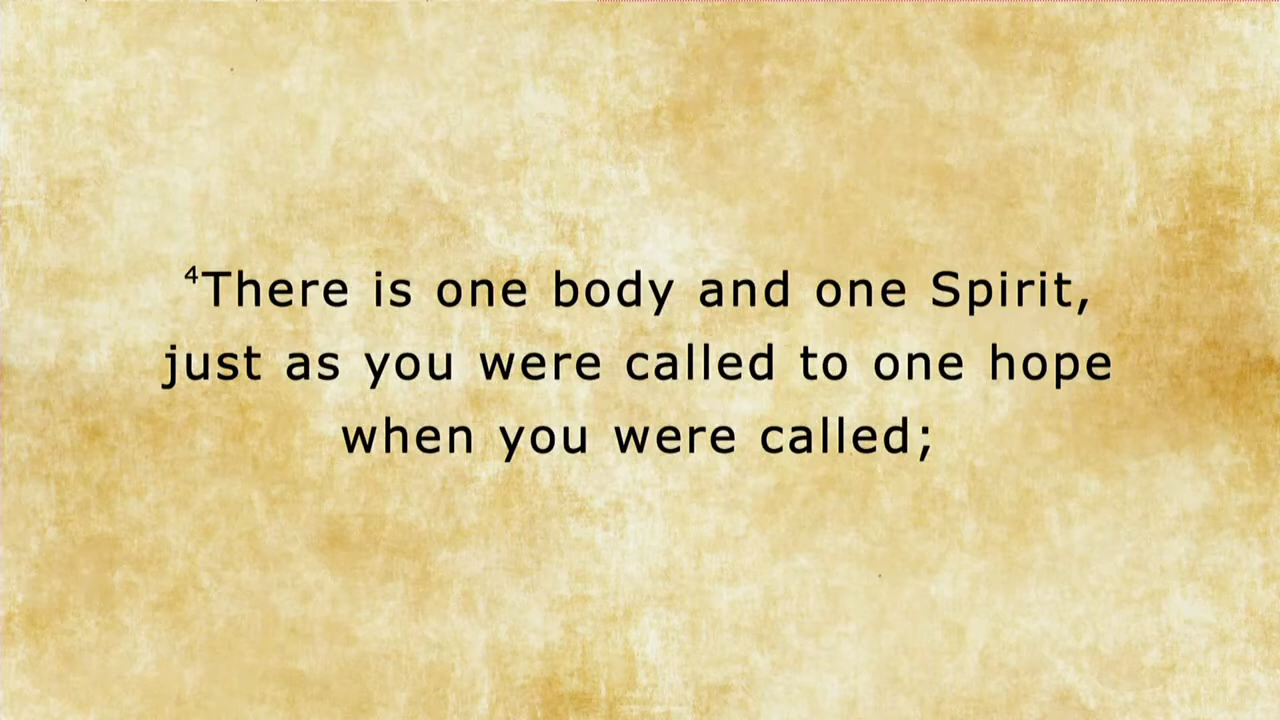 ⁴There is one body and one Spirit,
just as you were called to one hope
when you were called;